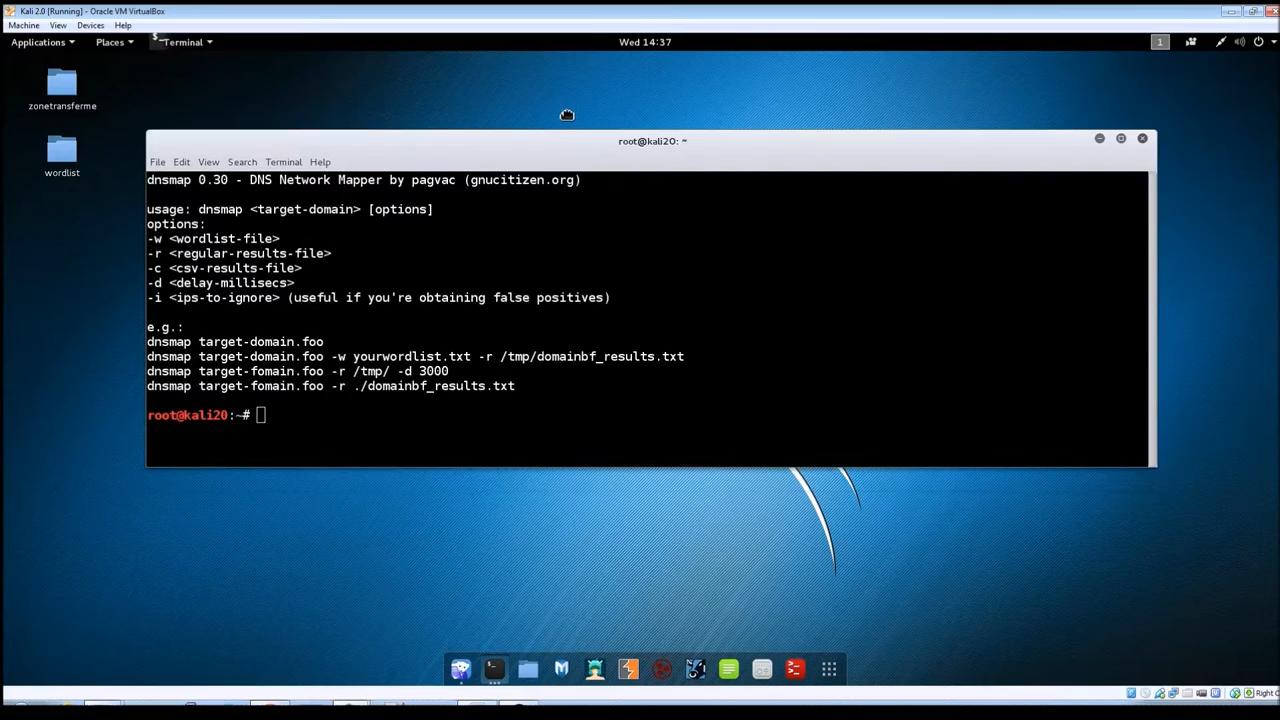 Kali 2.0 [Running] - Oracle VM VirtualBox
Machine View Devices Help
Applications Places Terminal Wed 14:37 1
zonetransferme
wordlist
root@kali20: ~
File Edit View Search Terminal Help
dnsmap 0.30 - DNS Network Mapper by pagvac (gnucitizen.org)
usage: dnsmap <target-domain> [options]
options:
-w <wordlist-file>
-r <regular-results-file>
-c <csv-results-file>
-d <delay-millisecs>
-i <ips-to-ignore> (useful if you're obtaining false positives)
e.g.:
dnsmap target-domain.foo
dnsmap target-domain.foo -w yourwordlist.txt -r /tmp/domainbf_results.txt
dnsmap target-fomain.foo -r /tmp/ -d 3000
dnsmap target-fomain.foo -r ./domainbf_results.txt
root@kali20:~#
Right C